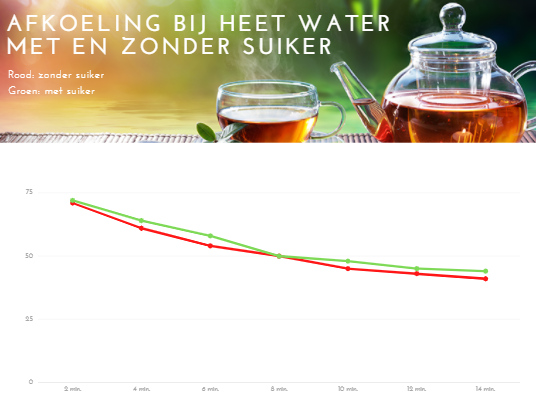 AFKOELING BIJ HEET WATER
MET EN ZONDER SUIKER
Rood: zonder suiker
Groen: met suiker
75
50
25
0
2 min.
4 min.
6 min.
8 min.
10 min.
12 min.
14 min.